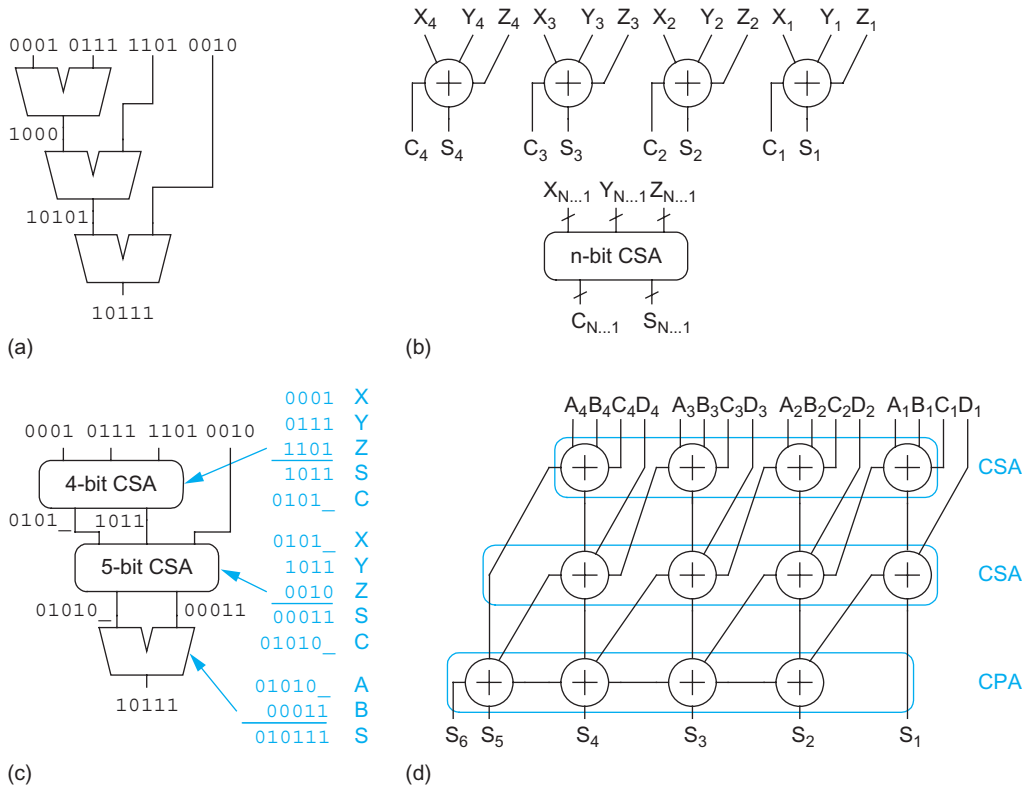 0001 0111 1101 0010
1000
10101
10111
(a)
X4 Y4 Z4 X3 Y3 Z3 X2 Y2 Z2 X1 Y1 Z1
C4 S4 C3 S3 C2 S2 C1 S1
XN...1 YN...1 ZN...1
n-bit CSA
CN...1 SN...1
(b)
0001 0111 1101 0010
4-bit CSA
0101_ 1011
5-bit CSA
01010_ 00011
10111
0001 X
0111 Y
1101 Z
1011 S
0101_ C
0101_ X
1011 Y
0010 Z
00011 S
01010_ C
01010_ A
00011 B
010111 S
(c)
A4B4C4D4 A3B3C3D3 A2B2C2D2 A1B1C1D1
CSA
CSA
CPA
S6 S5 S4 S3 S2 S1
(d)